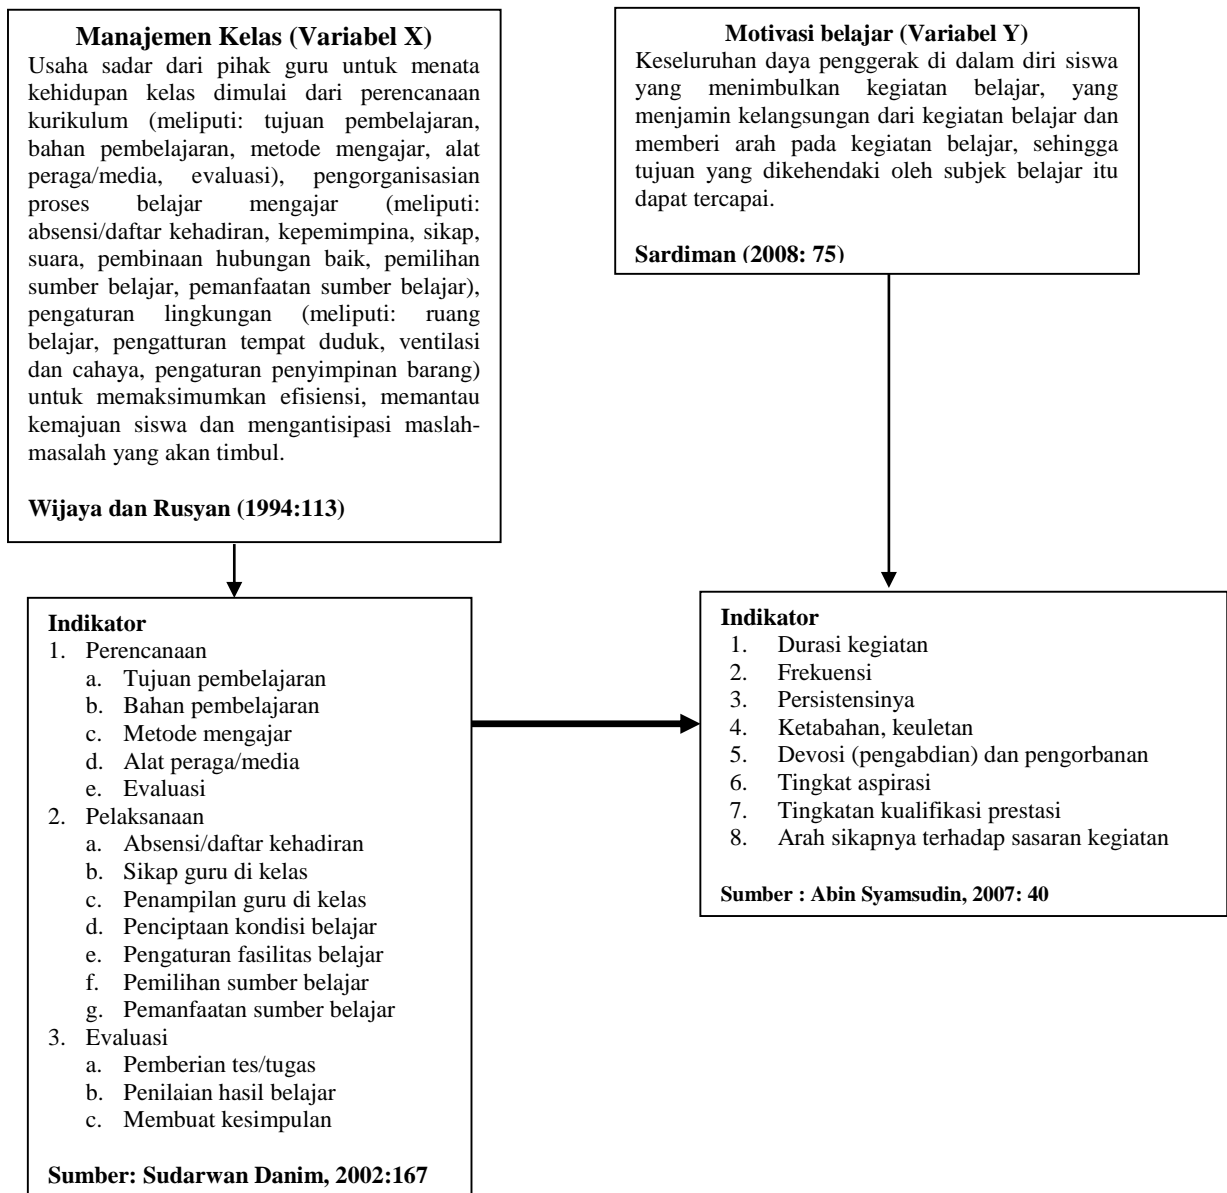 Manajemen Kelas (Variabel X)
Usaha sadar dari pihak guru untuk menata
kehidupan kelas dimulai dari perencanaan
kurikulum (meliputi: tujuan pembelajaran,
bahan pembelajaran, metode mengajar, alat
peraga/media, evaluasi), pengorganisasian
proses belajar mengajar (meliputi:
absensi/daftar kehadiran, kepemimpina, sikap,
suara, pembinaan hubungan baik, pemilihan
sumber belajar, pemanfaatan sumber belajar),
pengaturan lingkungan (meliputi: ruang
belajar, pengatturan tempat duduk, ventilasi
dan cahaya, pengaturan penyimpinan barang)
untuk memaksimumkan efisiensi, memantau
kemajuan siswa dan mengantisipasi maslah-
masalah yang akan timbul.
Wijaya dan Rusyan (1994:113)
Motivasi belajar (Variabel Y)
Keseluruhan daya penggerak di dalam diri siswa
yang menimbulkan kegiatan belajar, yang
menjamin kelangsungan dari kegiatan belajar dan
memberi arah pada kegiatan belajar, sehingga
tujuan yang dikehendaki oleh subjek belajar itu
dapat tercapai.
Sardiman (2008: 75)
Indikator
1. Perencanaan
a. Tujuan pembelajaran
b. Bahan pembelajaran
c. Metode mengajar
d. Alat peraga/media
e. Evaluasi
2. Pelaksanaan
a. Absensi/daftar kehadiran
b. Sikap guru di kelas
c. Penampilan guru di kelas
d. Penciptaan kondisi belajar
e. Pengaturan fasilitas belajar
f. Pemilihan sumber belajar
g. Pemanfaatan sumber belajar
3. Evaluasi
a. Pemberian tes/tugas
b. Penilaian hasil belajar
c. Membuat kesimpulan
Sumber: Sudarwan Danim, 2002:167
Indikator
1. Durasi kegiatan
2. Frekuensi
3. Persistensinya
4. Ketabahan, keuletan
5. Devosi (pengabdian) dan pengorbanan
6. Tingkat aspirasi
7. Tingkatan kualifikasi prestasi
8. Arah sikapnya terhadap sasaran kegiatan
Sumber : Abin Syamsudin, 2007: 40